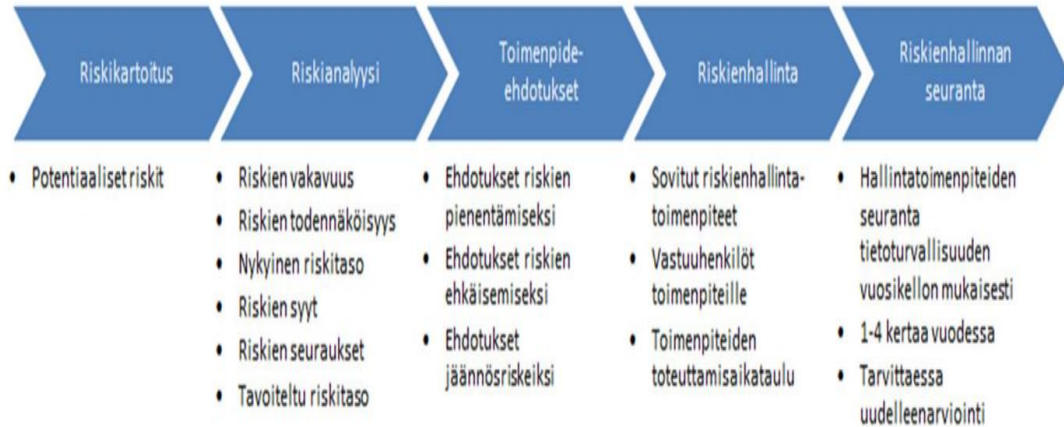 Riskikartoitus
Riskianalyysi
Toimenpide-
ehdotukset
Riskienhallinta
Riskienhallinnan
seuranta
• Potentiaaliset riskit
• Riskien vakavuus
• Riskien todennäköisyys
• Nykyinen riskitaso
• Riskien syyt
• Riskien seuraukset
• Tavoiteltu riskitaso
• Ehdotukset riskien
pienentämiseksi
• Ehdotukset riskien
ehkäisemiseksi
• Ehdotukset
jäännösriskeiksi
• Sovitut riskienhallinta-
toimenpiteet
• Vastuuhenkilöt
toimenpiteille
• Toimenpiteiden
toteuttamisaikataulu
• Hallintatoimenpiteiden
seuranta
tietoturvallisuuden
vuosikellon mukaisesti
• 1-4 kertaa vuodessa
• Tarvittaessa
uudelleenarviointi